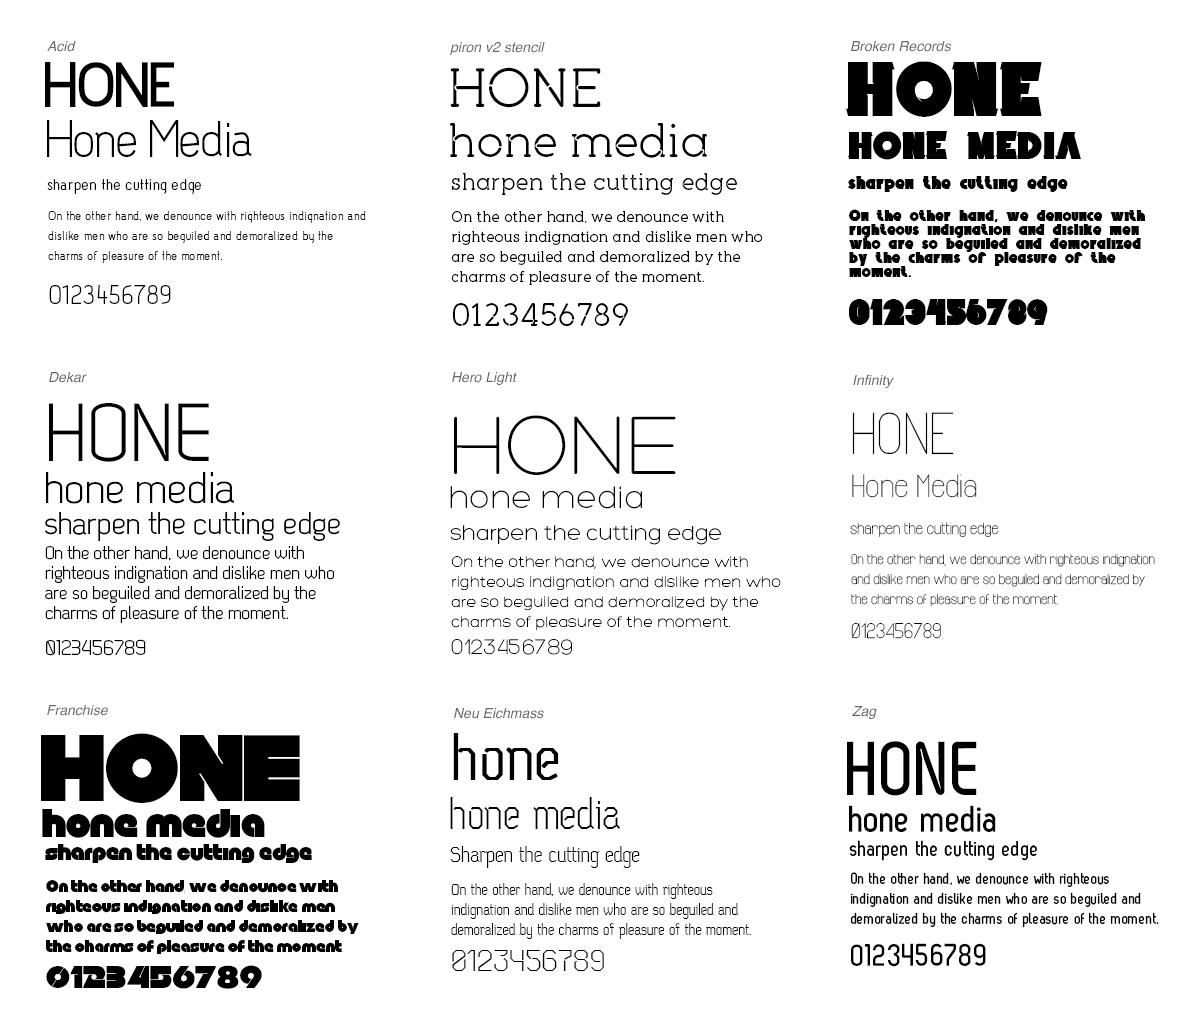 Acid
HONE
Hone Media
sharpen the cutting edge
On the other hand, we denounce with righteous indignation and
dislike men who are so beguiled and demoralized by the
charms of pleasure of the moment.
0123456789
piron v2 stencil
HONE
hone media
sharpen the cutting edge
On the other hand, we denounce with
righteous indignation and dislike men who
are so beguiled and demoralized by the
charms of pleasure of the moment.
0123456789
Broken Records
HONE
HONE MEDIA
sharpen the cutting edge
On the other hand, we denounce with
righteous indignation and dislike men
who are so beguiled and demoralized
by the charms of pleasure of the
moment.
0123456789
Dekar
HONE
hone media
sharpen the cutting edge
On the other hand, we denounce with
righteous indignation and dislike men who
are so beguiled and demoralized by the
charms of pleasure of the moment.
0123456789
Hero Light
HONE
hone media
sharpen the cutting edge
On the other hand, we denounce with
righteous indignation and dislike men who
are so beguiled and demoralized by the
charms of pleasure of the moment.
0123456789
Infinity
HONE
Hone Media
sharpen the cutting edge
On the other hand, we denounce with righteous indignation
and dislike men who are so beguiled and demoralized by
the charms of pleasure of the moment.
0123456789
Franchise
HONE
hone media
sharpen the cutting edge
On the other hand we denounce with
righteous indignation and dislike men
who are so beguiled and demoralized by
the charms of pleasure of the moment
0123456789
Neu Eichmass
hone
hone media
Sharpen the cutting edge
On the other hand, we denounce with righteous
indignation and dislike men who are so beguiled and
demoralized by the charms of pleasure of the moment.
0123456789
Zag
HONE
hone media
sharpen the cutting edge
On the other hand, we denounce with righteous
indignation and dislike men who are so beguiled and
demoralized by the charms of pleasure of the moment.
0123456789